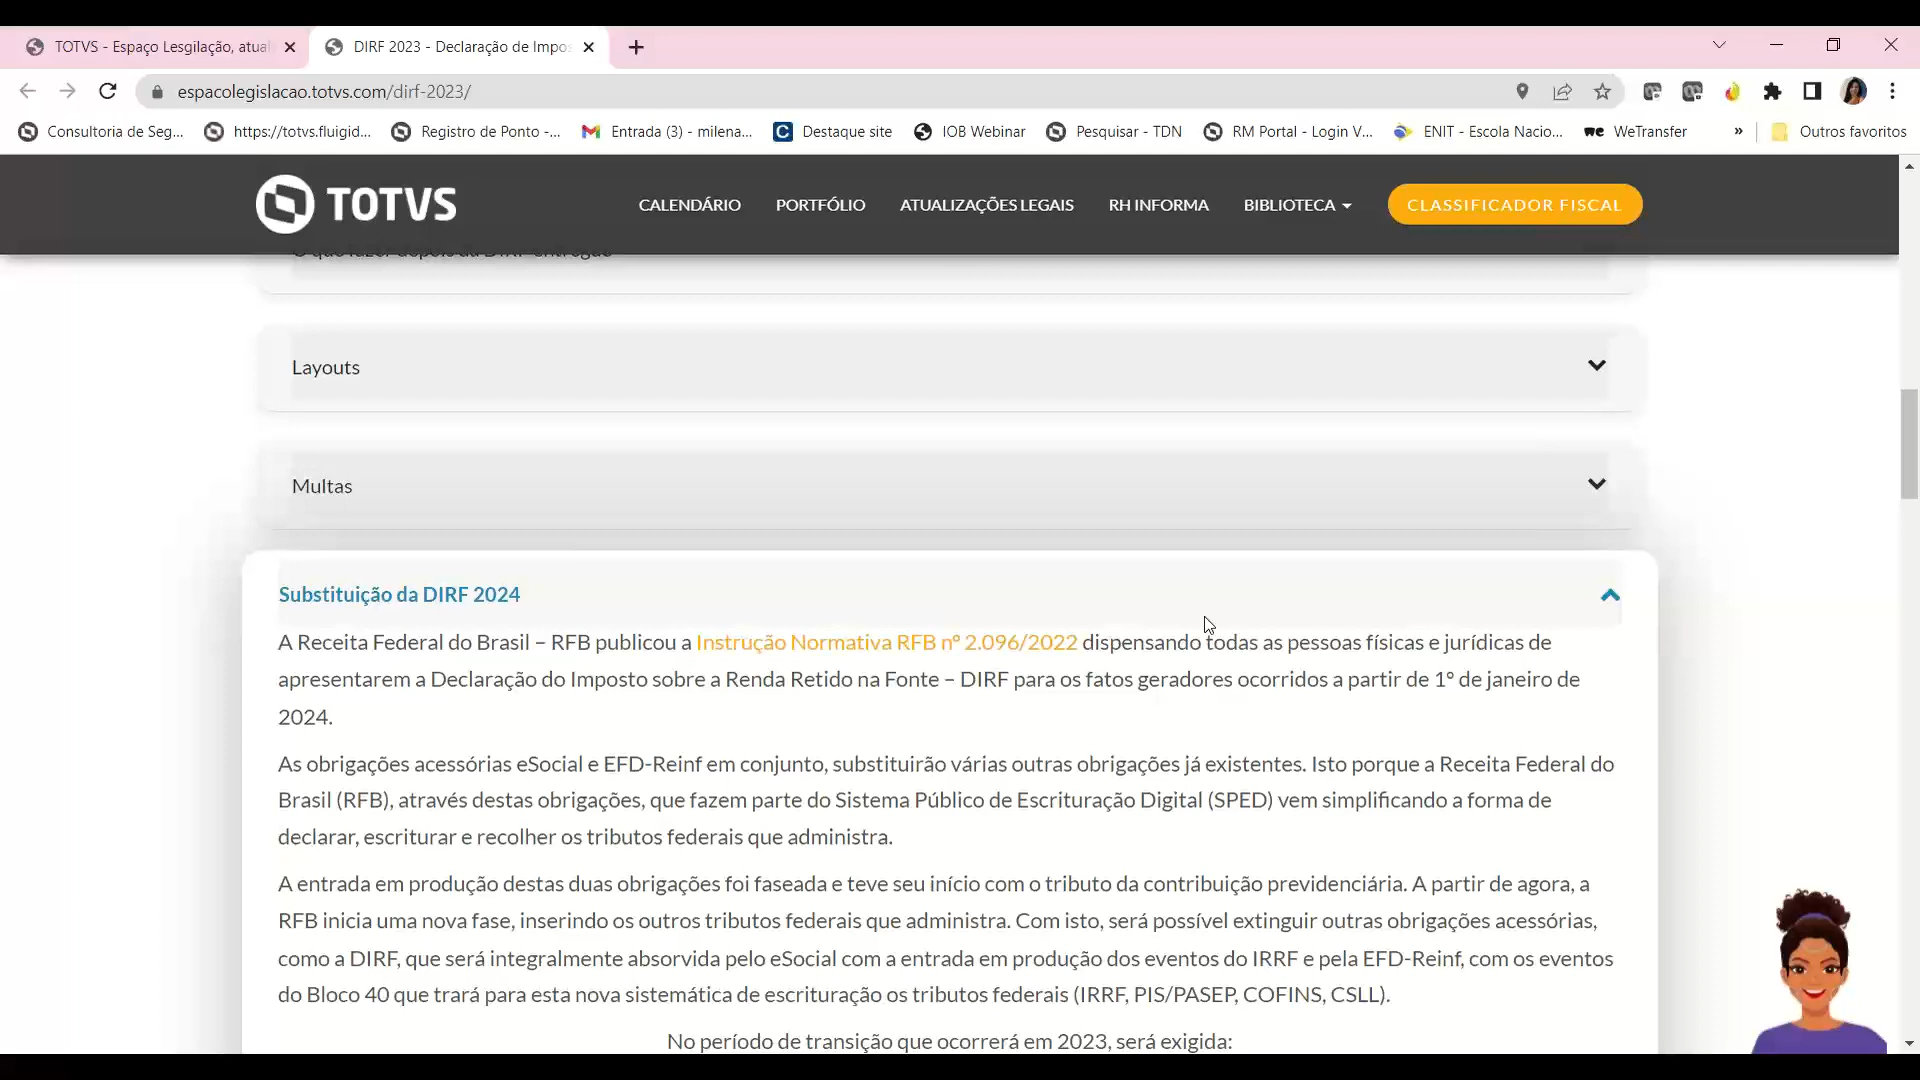 TOTVS - Espaço Lesgilação, atual
DIRF 2023 - Declaração de Impos
espacolegislacao.totvs.com/dirf-2023/
Consultoria de Seg...
https://totvs.fluigid...
Registro de Ponto -...
Entrada (3) - milena...
Destaque site
IOB Webinar
Pesquisar - TDN
RM Portal - Login V...
ENIT - Escola Nacio...
WeTransfer
»
Outros favoritos
TOTVS
CALENDÁRIO
PORTFÓLIO
ATUALIZAÇÕES LEGAIS
RH INFORMA
BIBLIOTECA
CLASSIFICADOR FISCAL
O que fazer depois da DIRF entregue
Layouts
Multas
Substituição da DIRF 2024
A Receita Federal do Brasil – RFB publicou a Instrução Normativa RFB nº 2.096/2022 dispensando todas as pessoas físicas e jurídicas de
apresentarem a Declaração do Imposto sobre a Renda Retido na Fonte – DIRF para os fatos geradores ocorridos a partir de 1º de janeiro de
2024.
As obrigações acessórias eSocial e EFD-Reinf em conjunto, substituirão várias outras obrigações já existentes. Isto porque a Receita Federal do
Brasil (RFB), através destas obrigações, que fazem parte do Sistema Público de Escrituração Digital (SPED) vem simplificando a forma de
declarar, escriturar e recolher os tributos federais que administra.
A entrada em produção destas duas obrigações foi faseada e teve seu início com o tributo da contribuição previdenciária. A partir de agora, a
RFB inicia uma nova fase, inserindo os outros tributos federais que administra. Com isto, será possível extinguir outras obrigações acessórias,
como a DIRF, que será integralmente absorvida pelo eSocial com a entrada em produção dos eventos do IRRF e pela EFD-Reinf, com os eventos
do Bloco 40 que trará para esta nova sistemática de escrituração os tributos federais (IRRF, PIS/PASEP, COFINS, CSLL).
No período de transição que ocorrerá em 2023, será exigida: